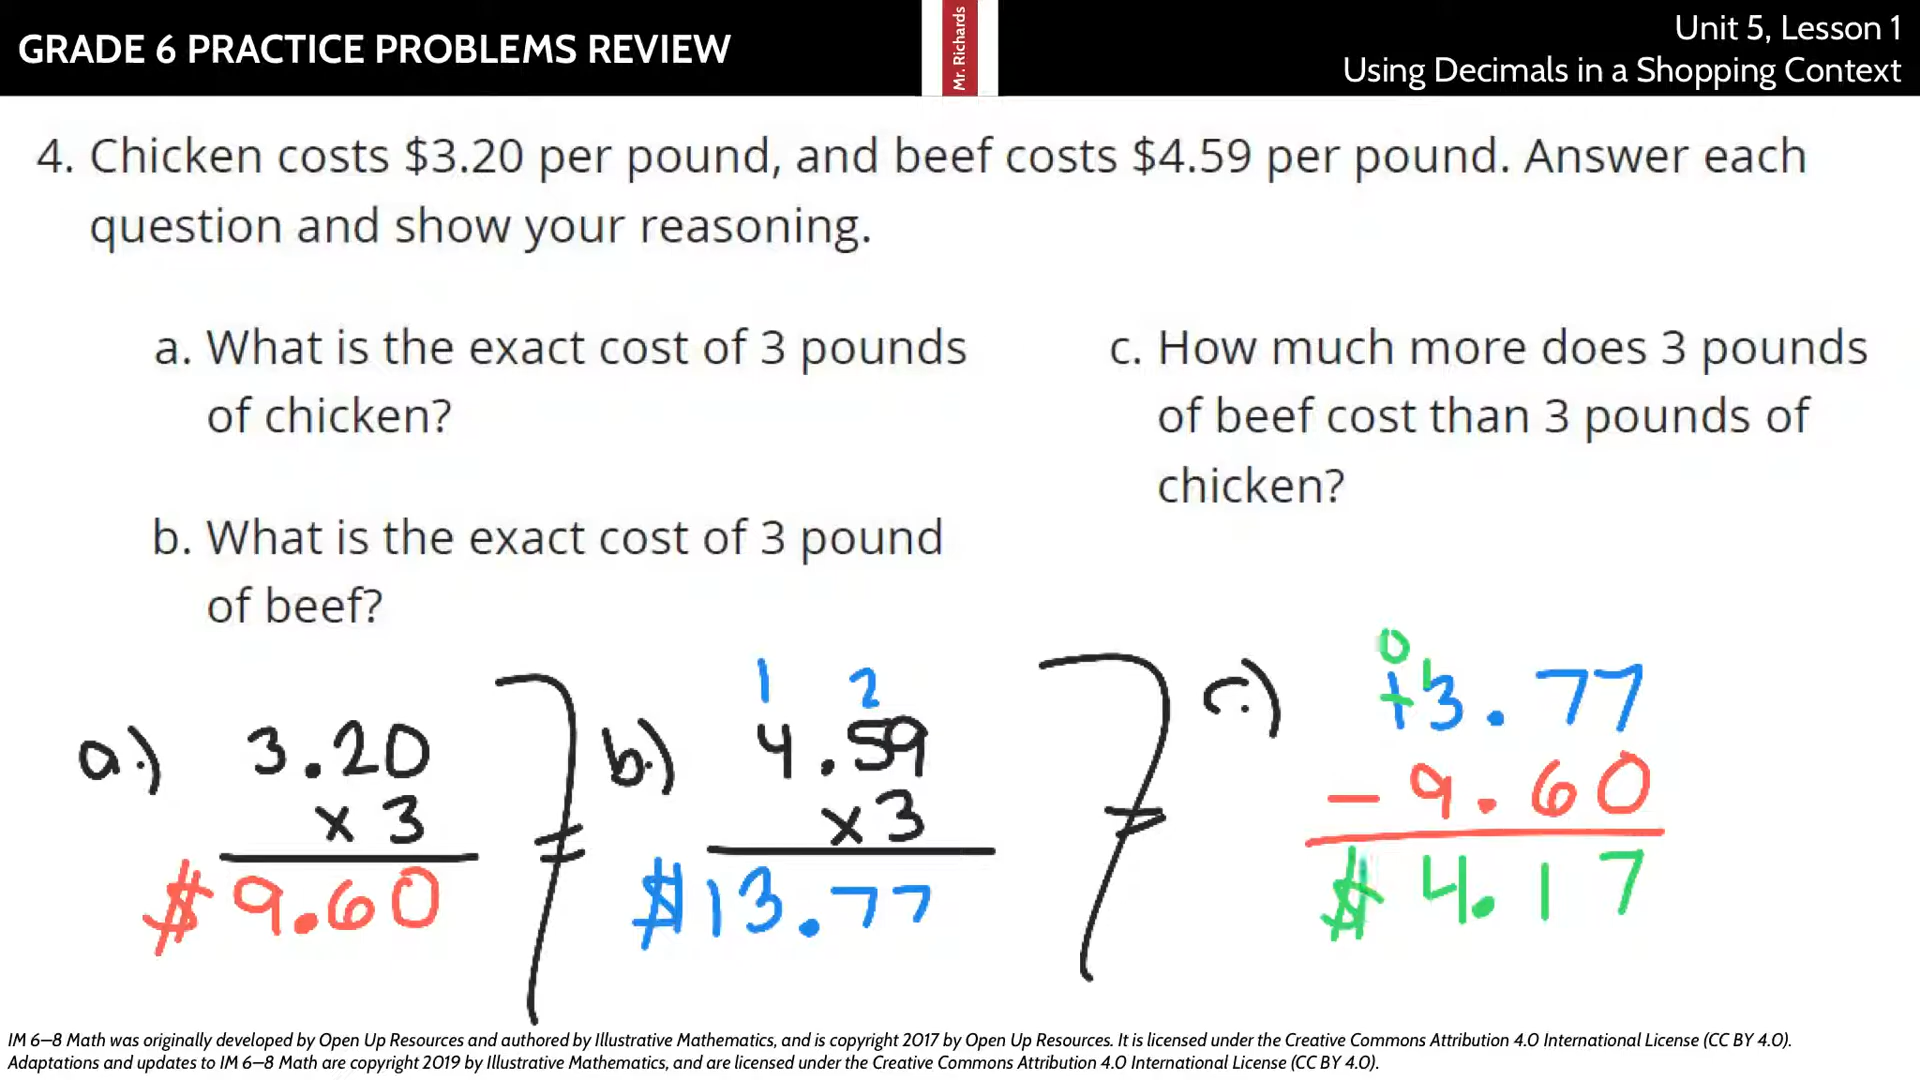 GRADE 6 PRACTICE PROBLEMS REVIEW
Mr. Richards
Unit 5, Lesson 1
Using Decimals in a Shopping Context
4. Chicken costs $3.20 per pound, and beef costs $4.59 per pound. Answer each
question and show your reasoning.
a. What is the exact cost of 3 pounds
of chicken?
b. What is the exact cost of 3 pound
of beef?
c. How much more does 3 pounds
of beef cost than 3 pounds of
chicken?
a.)
3.20
x 3
$9.60
b.)
1 2
4.59
x 3
$13.77
c.)
0 1
13.77
- 9.60
$4.17
IM 6–8 Math was originally developed by Open Up Resources and authored by Illustrative Mathematics, and is copyright 2017 by Open Up Resources. It is licensed under the Creative Commons Attribution 4.0 International License (CC BY 4.0).
Adaptations and updates to IM 6–8 Math are copyright 2019 by Illustrative Mathematics, and are licensed under the Creative Commons Attribution 4.0 International License (CC BY 4.0).